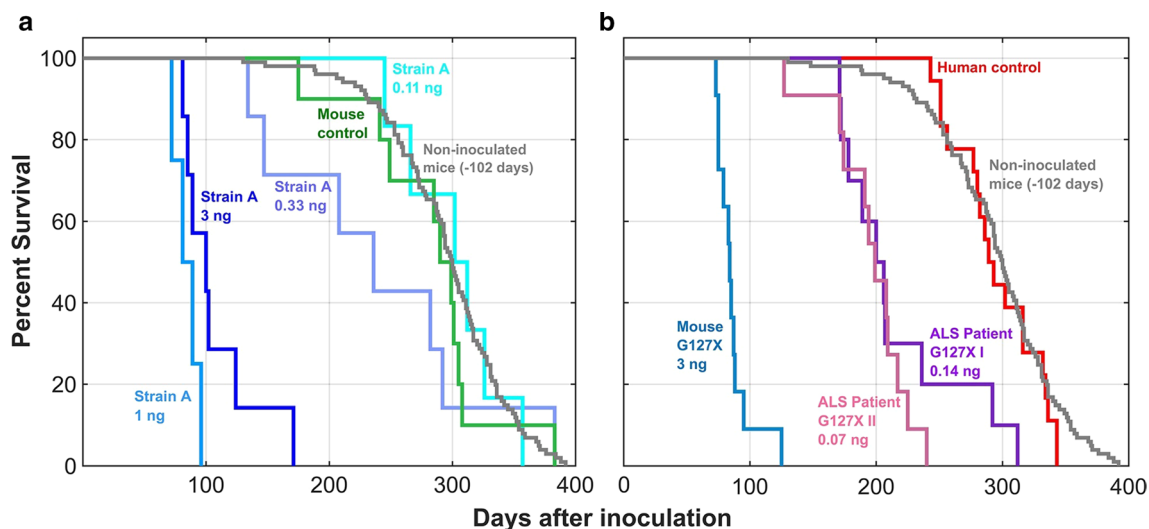 a
b
100
80
60
40
20
0
Percent Survival
Strain A
0.11 ng
Mouse
control
Non-inoculated
mice (-102 days)
Strain A
3 ng
Strain A
0.33 ng
Strain A
1 ng
100
200
300
400
Human control
Non-inoculated
mice (-102 days)
Mouse
G127X
3 ng
ALS Patient
G127X I
0.14 ng
ALS Patient
G127X II
0.07 ng
0
100
200
300
400
Days after inoculation